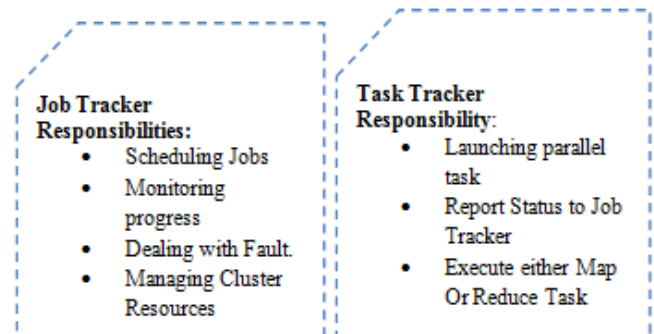 Job Tracker
Responsibilities:
• Scheduling Jobs
• Monitoring
progress
• Dealing with Fault.
• Managing Cluster
Resources
Task Tracker
Responsibility:
• Launching parallel
task
• Report Status to Job
Tracker
• Execute either Map
Or Reduce Task